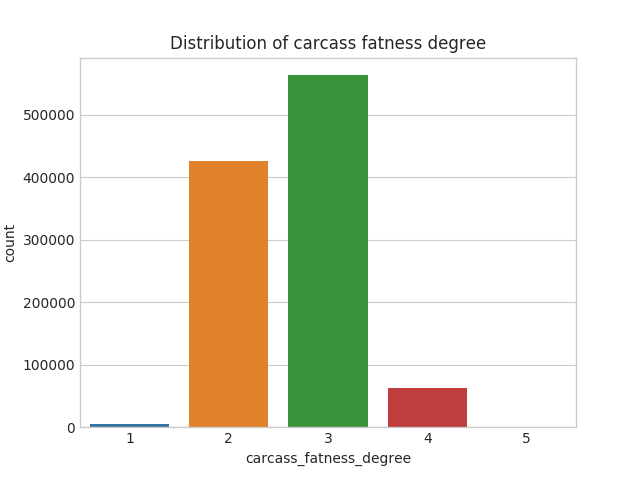 Distribution of carcass fatness degree
500000
400000
300000
200000
100000
0
count
1 2 3 4 5
carcass_fatness_degree